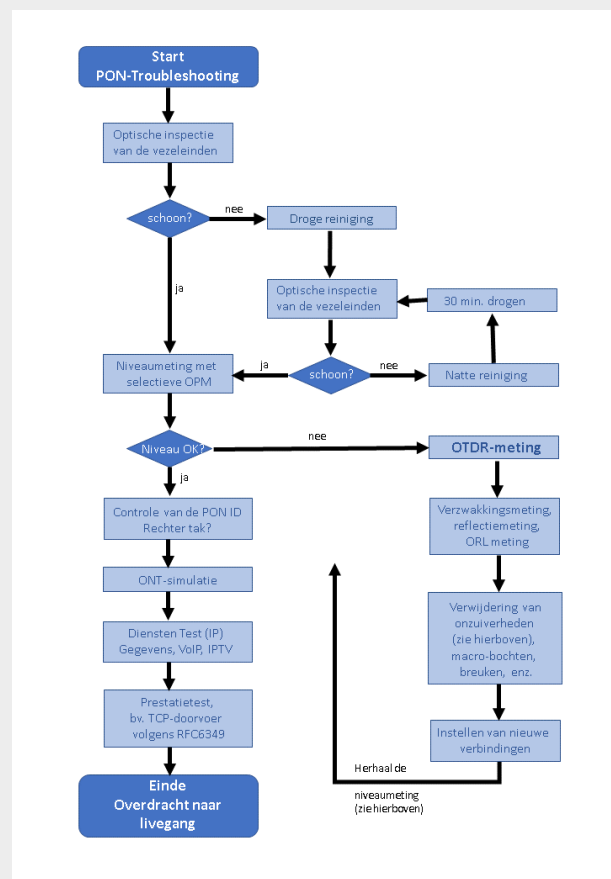 Start
PON-Troubleshooting
Optische inspectie
van de vezeleinden
schoon?
nee
Droge reiniging
ja
Optische inspectie
van de vezeleinden
30 min. drogen
schoon?
ja
nee
Natte reiniging
Niveaumeting met
selectieve OPM
Niveau OK?
nee
OTDR-meting
ja
Verzwakkingsmeting,
reflectiemeting,
ORL meting
Controle van de PON ID
Rechter tak?
ONT-simulatie
Verwijdering van
onzuiverheden
(zie hierboven),
macro-bochten,
breuken, enz.
Diensten Test (IP)
Gegevens, VoIP, IPTV
Prestatietest,
bv. TCP-doorvoer
volgens RFC6349
Instellen van nieuwe
verbindingen
Herhaal de
niveaumeting
(zie hierboven)
Einde
Overdracht naar
livegang